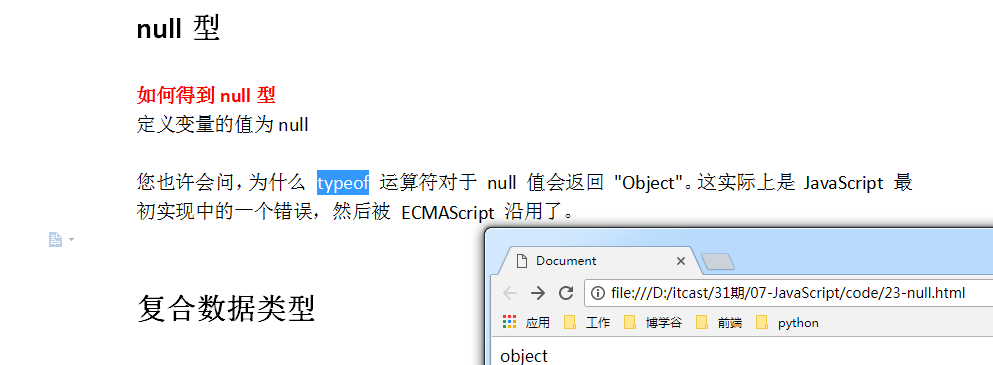 null 型
如何得到 null 型
定义变量的值为 null
您也许会问，为什么 typeof 运算符对于 null 值会返回 "Object"。这实际上是 JavaScript 最
初实现中的一个错误，然后被 ECMAScript 沿用了。
复合数据类型
Document
file:///D:/itcast/31期/07-JavaScript/code/23-null.html
应用 工作 博学谷 前端 python
object